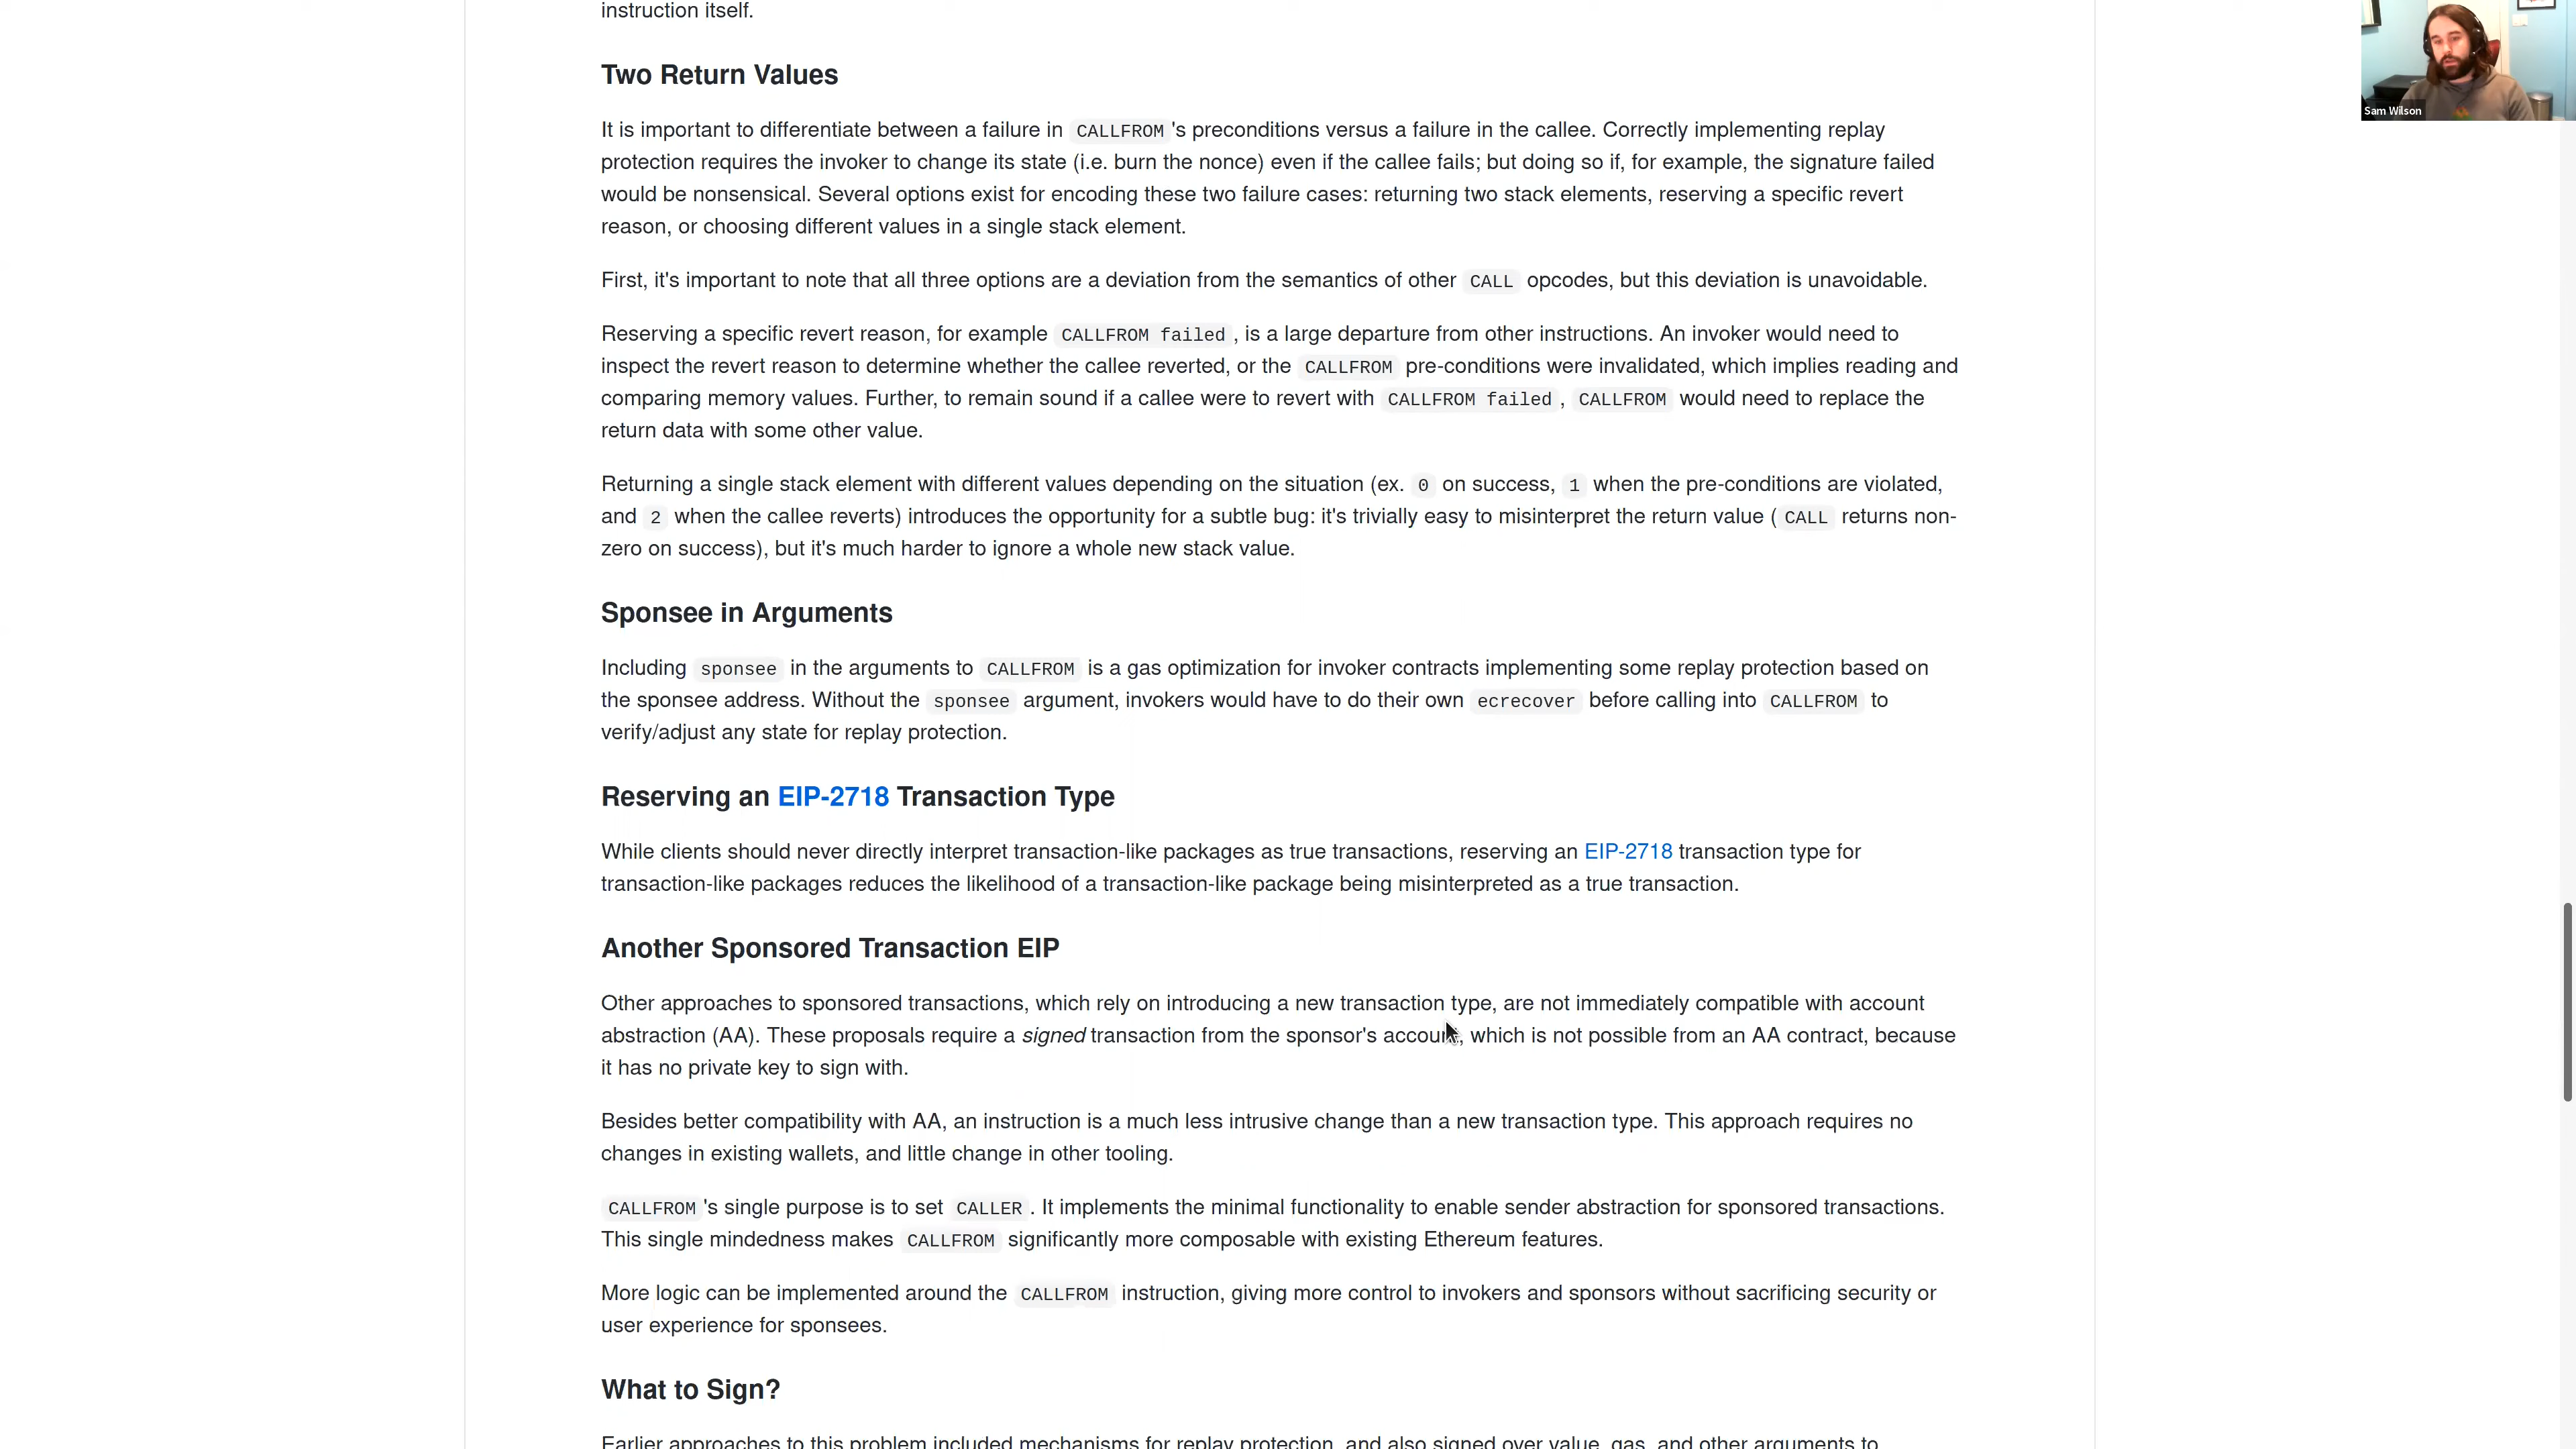 instruction itself.
Two Return Values
It is important to differentiate between a failure in CALLFROM 's preconditions versus a failure in the callee. Correctly implementing replay
protection requires the invoker to change its state (i.e. burn the nonce) even if the callee fails; but doing so if, for example, the signature failed
would be nonsensical. Several options exist for encoding these two failure cases: returning two stack elements, reserving a specific revert
reason, or choosing different values in a single stack element.
First, it's important to note that all three options are a deviation from the semantics of other CALL opcodes, but this deviation is unavoidable.
Reserving a specific revert reason, for example CALLFROM failed , is a large departure from other instructions. An invoker would need to
inspect the revert reason to determine whether the callee reverted, or the CALLFROM pre-conditions were invalidated, which implies reading and
comparing memory values. Further, to remain sound if a callee were to revert with CALLFROM failed , CALLFROM would need to replace the
return data with some other value.
Returning a single stack element with different values depending on the situation (ex. 0 on success, 1 when the pre-conditions are violated,
and 2 when the callee reverts) introduces the opportunity for a subtle bug: it's trivially easy to misinterpret the return value ( CALL returns non-
zero on success), but it's much harder to ignore a whole new stack value.
Sponsee in Arguments
Including sponsee in the arguments to CALLFROM is a gas optimization for invoker contracts implementing some replay protection based on
the sponsee address. Without the sponsee argument, invokers would have to do their own ecrecover before calling into CALLFROM to
verify/adjust any state for replay protection.
Reserving an EIP-2718 Transaction Type
While clients should never directly interpret transaction-like packages as true transactions, reserving an EIP-2718 transaction type for
transaction-like packages reduces the likelihood of a transaction-like package being misinterpreted as a true transaction.
Another Sponsored Transaction EIP
Other approaches to sponsored transactions, which rely on introducing a new transaction type, are not immediately compatible with account
abstraction (AA). These proposals require a signed transaction from the sponsor's account, which is not possible from an AA contract, because
it has no private key to sign with.
Besides better compatibility with AA, an instruction is a much less intrusive change than a new transaction type. This approach requires no
changes in existing wallets, and little change in other tooling.
CALLFROM 's single purpose is to set CALLER . It implements the minimal functionality to enable sender abstraction for sponsored transactions.
This single mindedness makes CALLFROM significantly more composable with existing Ethereum features.
More logic can be implemented around the CALLFROM instruction, giving more control to invokers and sponsors without sacrificing security or
user experience for sponsees.
What to Sign?
Earlier approaches to this problem included mechanisms for replay protection, and also signed over value, gas, and other arguments to
Sam Wilson